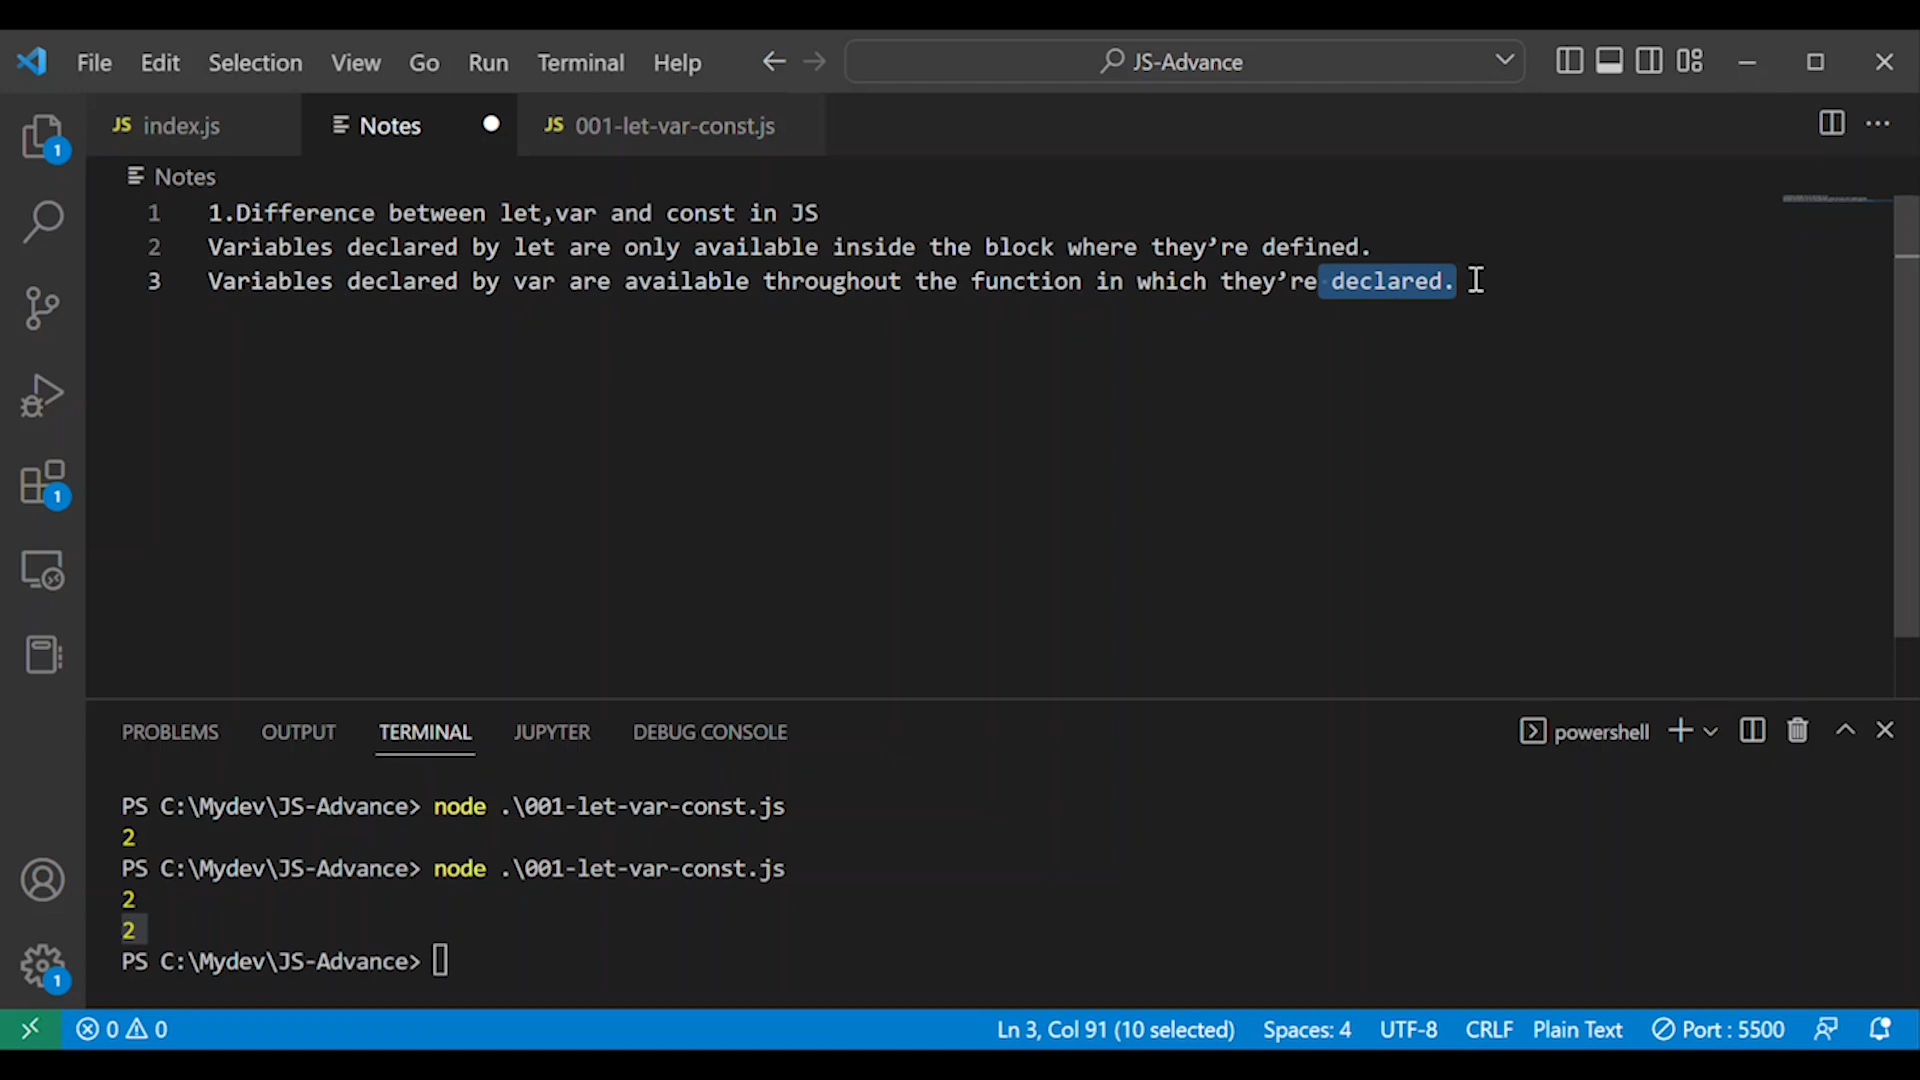 File Edit Selection View Go Run Terminal Help JS-Advance
JS index.js Notes JS 001-let-var-const.js
Notes
1 1.Difference between let,var and const in JS
2 Variables declared by let are only available inside the block where they’re defined.
3 Variables declared by var are available throughout the function in which they’re declared.
1
1
PROBLEMS OUTPUT TERMINAL JUPYTER DEBUG CONSOLE powershell
PS C:\Mydev\JS-Advance> node .\001-let-var-const.js
2
PS C:\Mydev\JS-Advance> node .\001-let-var-const.js
2
2
PS C:\Mydev\JS-Advance>
1
0 0 Ln 3, Col 91 (10 selected) Spaces: 4 UTF-8 CRLF Plain Text Port : 5500